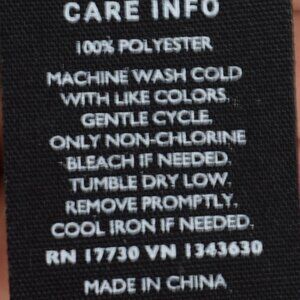 CARE INFO
100% POLYESTER
MACHINE WASH COLD
WITH LIKE COLORS.
GENTLE CYCLE.
ONLY NON-CHLORINE
BLEACH IF NEEDED.
TUMBLE DRY LOW.
REMOVE PROMPTLY.
COOL IRON IF NEEDED.
RN 17730 VN 1343630
MADE IN CHINA